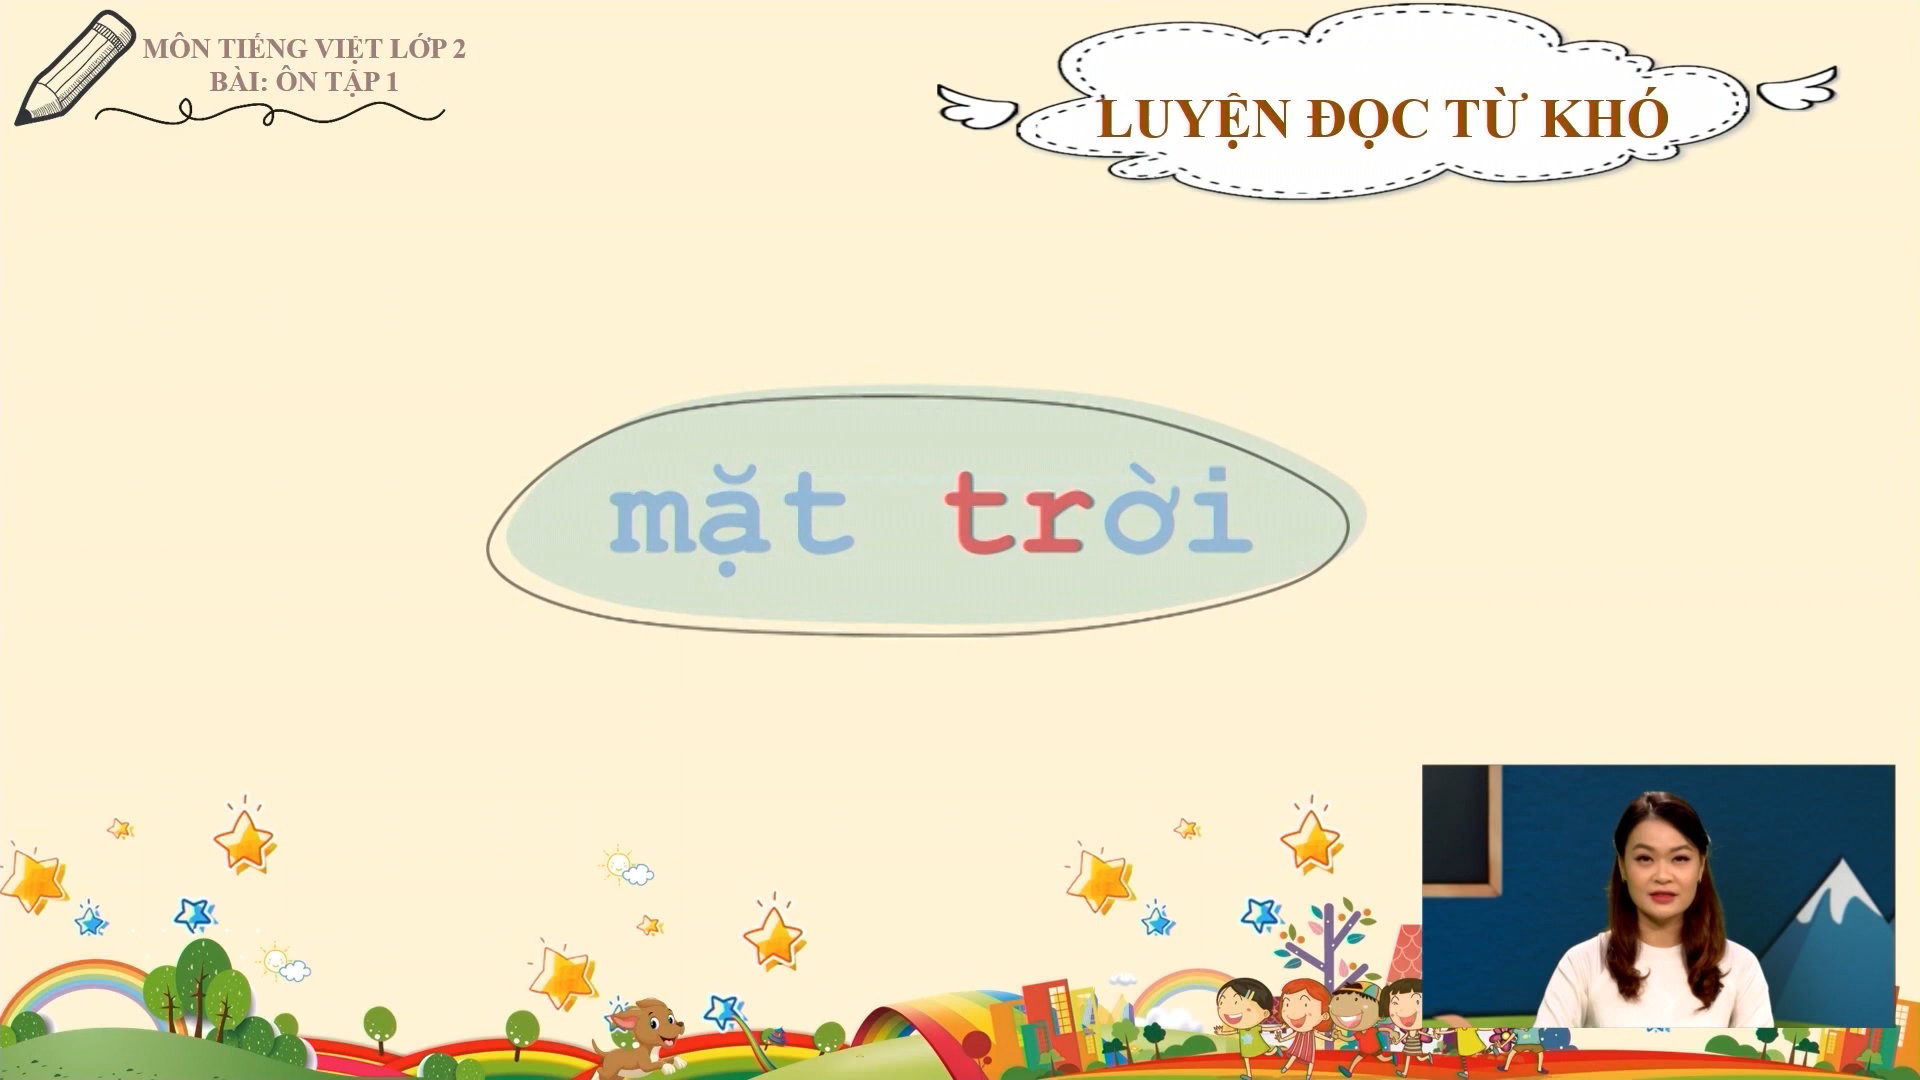 MÔN TIẾNG VIỆT LỚP 2
BÀI: ÔN TẬP 1
LUYỆN ĐỌC TỪ KHÓ
mặt trời